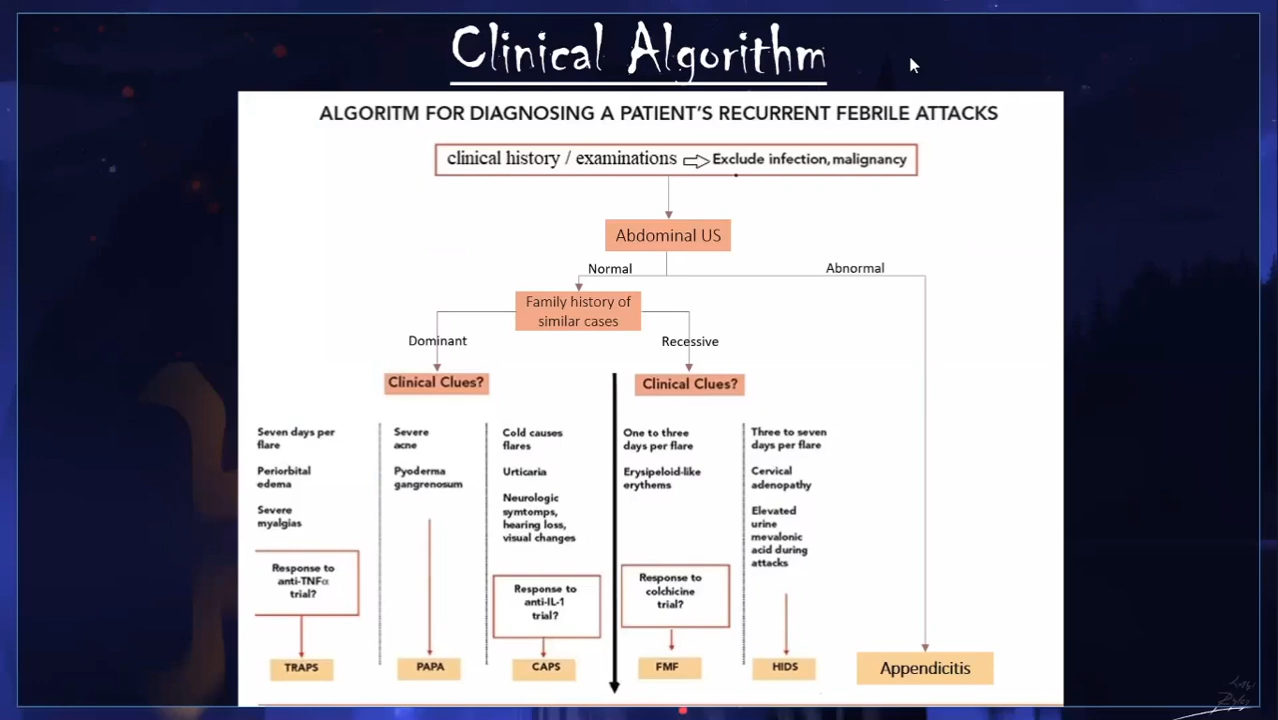 Clinical Algorithm
ALGORITM FOR DIAGNOSING A PATIENT'S RECURRENT FEBRILE ATTACKS
clinical history / examinations
Exclude infection, malignancy
Abdominal US
Normal
Abnormal
Family history of
similar cases
Dominant
Recessive
Clinical Clues?
Clinical Clues?
Seven days per
flare
Periorbital
edema
Severe
myalgias
Response to
anti-TNFα
trial?
TRAPS
Severe
acne
Pyoderma
gangrenosum
PAPA
Cold causes
flares
Urticaria
Neurologic
symtomps,
hearing loss,
visual changes
Response to
anti-IL-1
trial?
CAPS
One to three
days per flare
Erysipeloid-like
erythems
Response to
colchicine
trial?
FMF
Three to seven
days per flare
Cervical
adenopathy
Elevated
urine
mevalonic
acid during
attacks
HIDS
Appendicitis